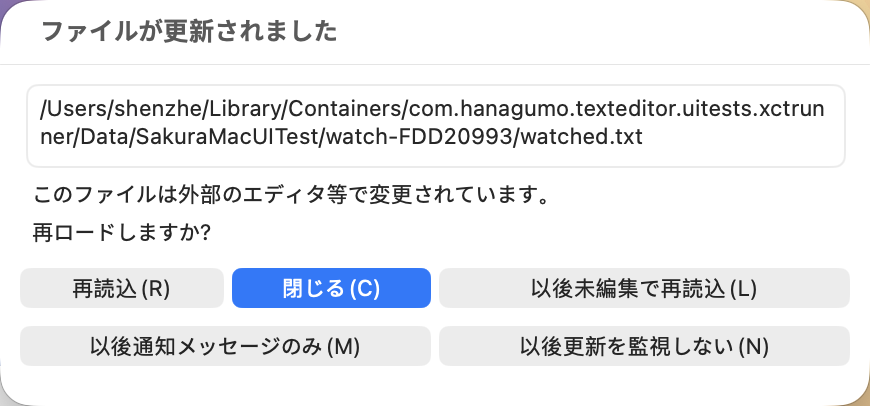 ファイルが更新されました
/Users/shenzhe/Library/Containers/com.hanagumo.texteditor.uitests.xctrun
ner/Data/SakuraMacUITest/watch-FDD20993/watched.txt
このファイルは外部のエディタ等で変更されています。
再ロードしますか?
再読込(R) 閉じる(C) 以後未編集で再読込(L)
以後通知メッセージのみ(M) 以後更新を監視しない(N)